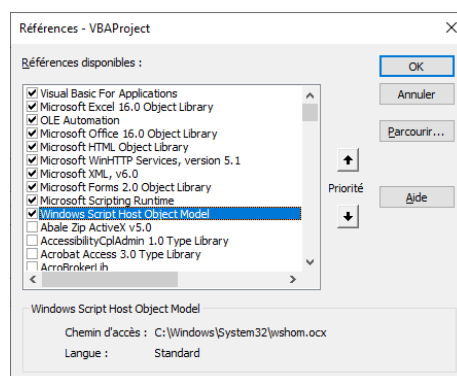 Références - VBAProject
Références disponibles :
OK
Visual Basic For Applications
Annuler
Microsoft Excel 16.0 Object Library
OLE Automation
Microsoft Office 16.0 Object Library
Parcourir...
Microsoft HTML Object Library
Microsoft WinHTTP Services, version 5.1
Microsoft XML, v6.0
Microsoft Forms 2.0 Object Library
Priorité
Microsoft Scripting Runtime
Aide
Windows Script Host Object Model
Abale Zip ActiveX v5.0
AccessibilityCplAdmin 1.0 Type Library
Acrobat Access 3.0 Type Library
AcroBrokerLib
Windows Script Host Object Model
Chemin d'accès : C:\Windows\System32\wshom.ocx
Langue : Standard